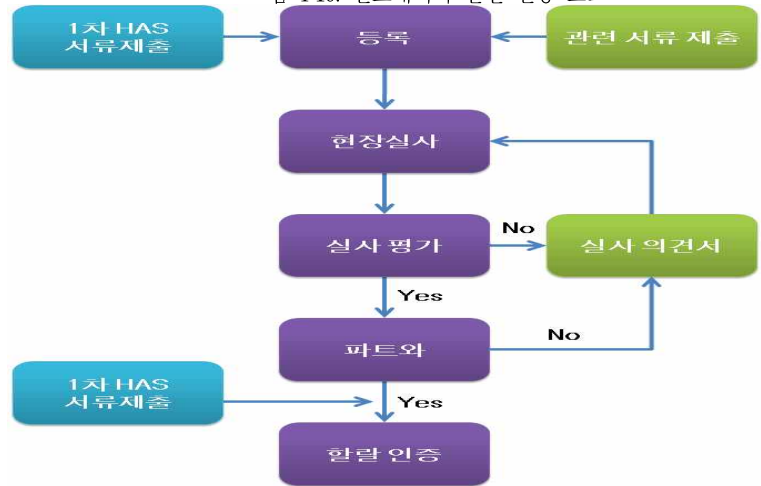 1차 HAS
서류제출
등록
관련 서류 제출
현장실사
실사 평가
No
실사 의견서
Yes
파트와
No
1차 HAS
서류제출
Yes
할랄 인증